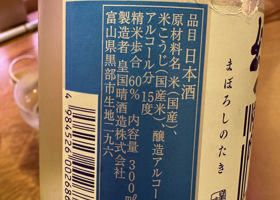 品目 日本酒
原材料名 米(国産)、
米こうじ(国産米)、醸造アルコール
アルコール分 15度
精米歩合 60% 内容量 300ml
製造者 皇国晴酒造株式会社
富山県黒部市生地二九六
まぼろしのたき
4984326002686